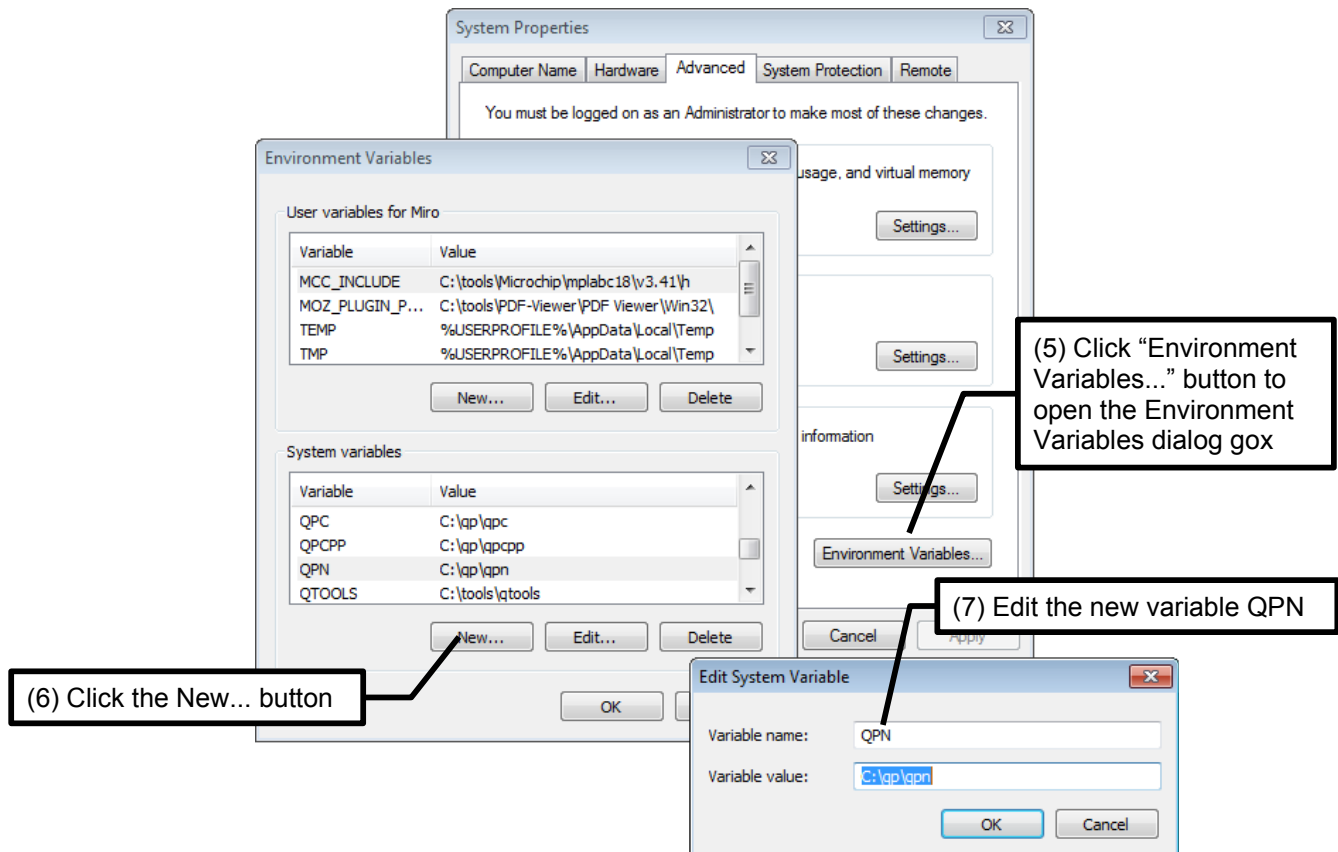 System Properties
Computer Name Hardware Advanced System Protection Remote
You must be logged on as an Administrator to make most of these changes.
Environment Variables
usage, and virtual memory
User variables for Miro
Settings...
Variable Value
MCC_INCLUDE C:\tools\Microchip\mplabc18\v3.41\h
MOZ_PLUGIN_P... C:\tools\PDF-Viewer\PDF Viewer\Win32\
TEMP %USERPROFILE%\AppData\Local\Temp
TMP %USERPROFILE%\AppData\Local\Temp
Settings...
New... Edit... Delete
(5) Click “Environment
Variables...” button to
open the Environment
Variables dialog gox
information
System variables
Settings...
Variable Value
QPC C:\qp\qpc
QPCPP C:\qp\qpcpp
QPN C:\qp\qpn
QTOOLS C:\tools\qtools
Environment Variables...
(7) Edit the new variable QPN
New... Edit... Delete
Cancel Apply
(6) Click the New... button
OK
Edit System Variable
Variable name: QPN
Variable value: C:\qp\qpn
OK Cancel